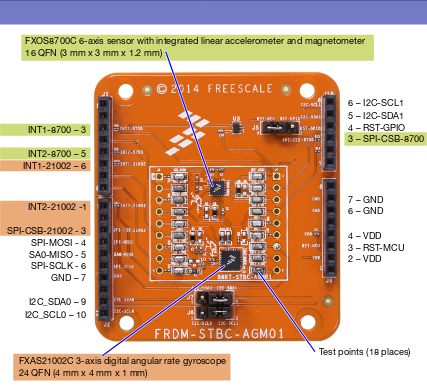 FXOS8700C 6-axis sensor with integrated linear accelerometer and magnetometer
16 QFN (3 mm x 3 mm x 1.2 mm)
© 2014 FREESCALE
INT1-8700 – 3
INT2-8700 – 5
INT1-21002 – 6
INT2-21002 -1
SPI-CSB-21002 - 3
SPI-MOSI - 4
SA0-MISO - 5
SPI-SCLK - 6
GND – 7
I2C_SDA0 – 9
I2C_SCL0 – 10
6 – I2C-SCL1
5 – I2C-SDA1
4 – RST-GPIO
3 – SPI-CSB-8700
7 – GND
6 – GND
4 – VDD
3 – RST-MCU
2 – VDD
BRKT-STBC-AGM01
FRDM-STBC-AGM01
J2
Test points (18 places)
FXAS21002C 3-axis digital angular rate gyroscope
24 QFN (4 mm x 4 mm x 1 mm)